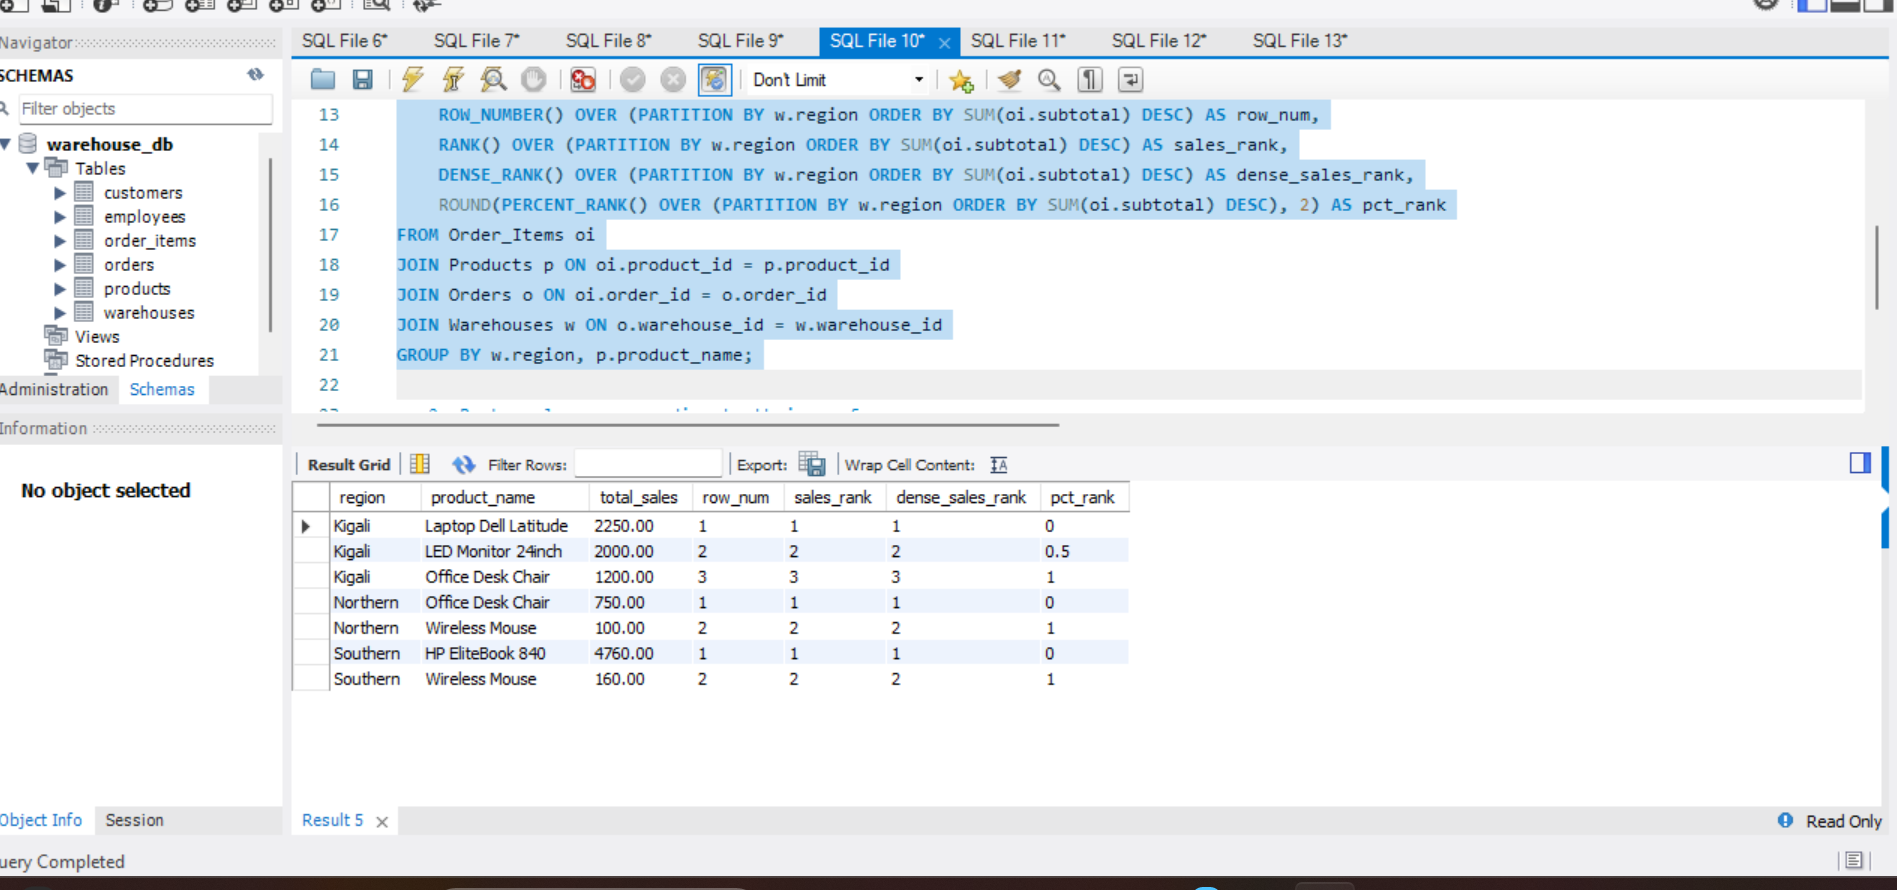 Navigator
SQL File 6* SQL File 7* SQL File 8* SQL File 9* SQL File 10* SQL File 11* SQL File 12* SQL File 13*
SCHEMAS
Don't Limit
Filter objects
warehouse_db
Tables
customers
employees
order_items
orders
products
warehouses
Views
Stored Procedures
Administration Schemas
Information
No object selected
13 ROW_NUMBER() OVER (PARTITION BY w.region ORDER BY SUM(oi.subtotal) DESC) AS row_num,
14 RANK() OVER (PARTITION BY w.region ORDER BY SUM(oi.subtotal) DESC) AS sales_rank,
15 DENSE_RANK() OVER (PARTITION BY w.region ORDER BY SUM(oi.subtotal) DESC) AS dense_sales_rank,
16 ROUND(PERCENT_RANK() OVER (PARTITION BY w.region ORDER BY SUM(oi.subtotal) DESC), 2) AS pct_rank
17 FROM Order_Items oi
18 JOIN Products p ON oi.product_id = p.product_id
19 JOIN Orders o ON oi.order_id = o.order_id
20 JOIN Warehouses w ON o.warehouse_id = w.warehouse_id
21 GROUP BY w.region, p.product_name;
22
Result Grid Filter Rows: Export: Wrap Cell Content:
region product_name total_sales row_num sales_rank dense_sales_rank pct_rank
Kigali Laptop Dell Latitude 2250.00 1 1 1 0
Kigali LED Monitor 24inch 2000.00 2 2 2 0.5
Kigali Office Desk Chair 1200.00 3 3 3 1
Northern Office Desk Chair 750.00 1 1 1 0
Northern Wireless Mouse 100.00 2 2 2 1
Southern HP EliteBook 840 4760.00 1 1 1 0
Southern Wireless Mouse 160.00 2 2 2 1
Object Info Session
Result 5
Read Only
uery Completed